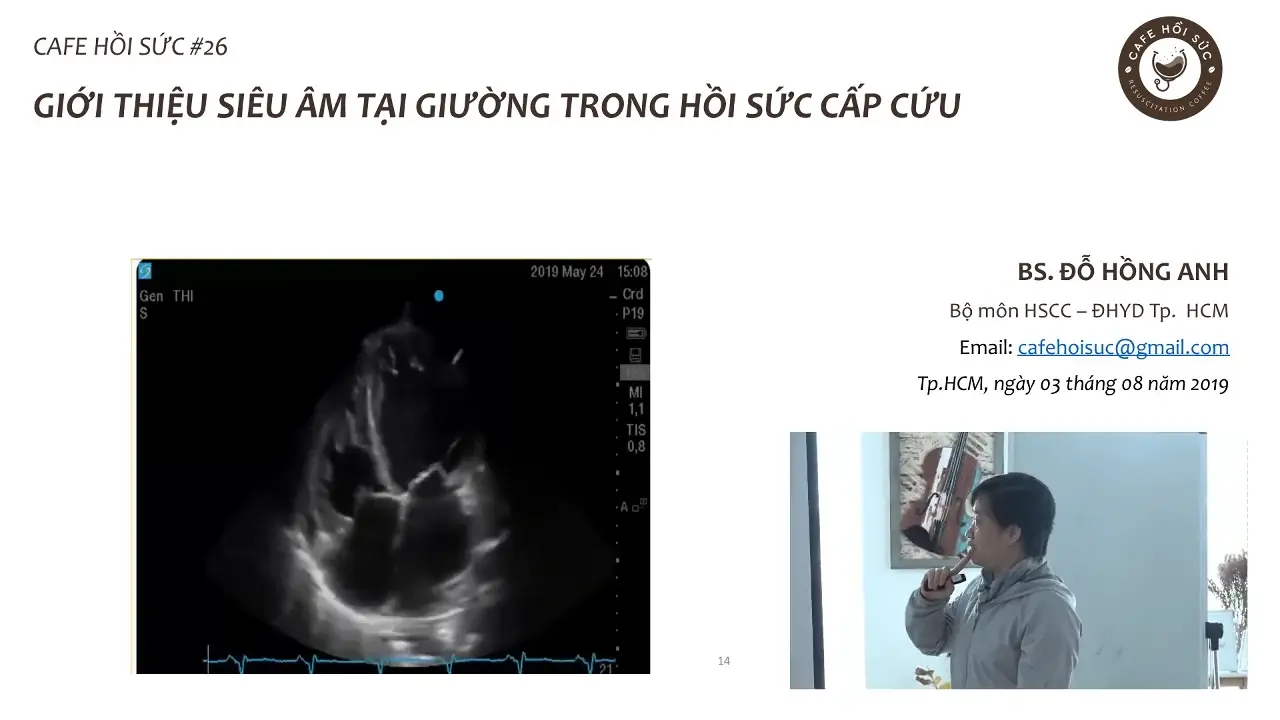 CAFE HỒI SỨC #26
GIỚI THIỆU SIÊU ÂM TẠI GIƯỜNG TRONG HỒI SỨC CẤP CỨU
CAFE HỒI SỨC
RESUSCITATION COFFEE
2019 May 24 15:08
Gen THI
S
Crd
P19
MI
1,1
TIS
0,8
A
21
BS. ĐỖ HỒNG ANH
Bộ môn HSCC – ĐHYD Tp. HCM
Email: cafehoisuc@gmail.com
Tp.HCM, ngày 03 tháng 08 năm 2019
14